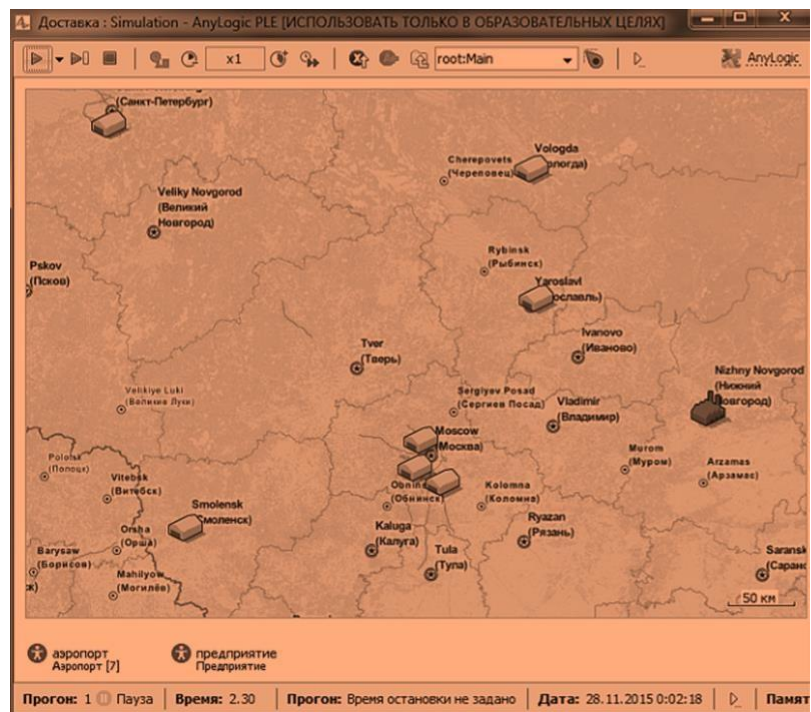 Доставка : Simulation - AnyLogic PLE [ИСПОЛЬЗОВАТЬ ТОЛЬКО В ОБРАЗОВАТЕЛЬНЫХ ЦЕЛЯХ]
x1
root:Main
AnyLogic
(Санкт-Петербург)
Vologda
Cherepovets
(Череповец)
Veliky Novgorod
(Великий
Новгород)
Rybinsk
(Рыбинск)
Pskov
(Псков)
Yaroslavl
Ivanovo
(Иваново)
Tver
(Тверь)
Nizhny Novgorod
(Нижний
Velikiye Luki
(Великие Луки)
Sergiyev Posad
(Сергиев Посад)
Vladimir
(Владимир)
Moscow
(Москва)
Polotsk
(Полоцк)
Murom
(Муром)
Arzamas
(Арзамас)
Vitebsk
(Витебск)
(Обнинск)
Kolomna
(Коломна)
Smolensk
Ryazan
(Рязань)
Orsha
(Орша)
Kaluga
(Калуга)
Tula
(Тула)
Barysaw
(Борисов)
Saransk
Mahilyow
(Могилёв)
50 км
аэропорт
Аэропорт [7]
предприятие
Предприятие
Прогон: 1 Пауза Время: 2.30 Прогон: Время остановки не задано Дата: 28.11.2015 0:02:18